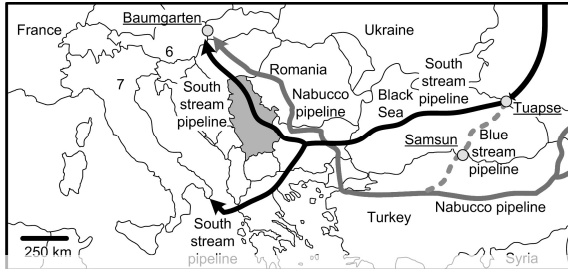 France
Baumgarten
Ukraine
6
7
Romania
South
stream
pipeline
Nabucco
pipeline
Black
Sea
South
stream
pipeline
Tuapse
Samsun
Blue
stream
pipeline
South
stream
pipeline
Turkey
Nabucco pipeline
250 km
Syria